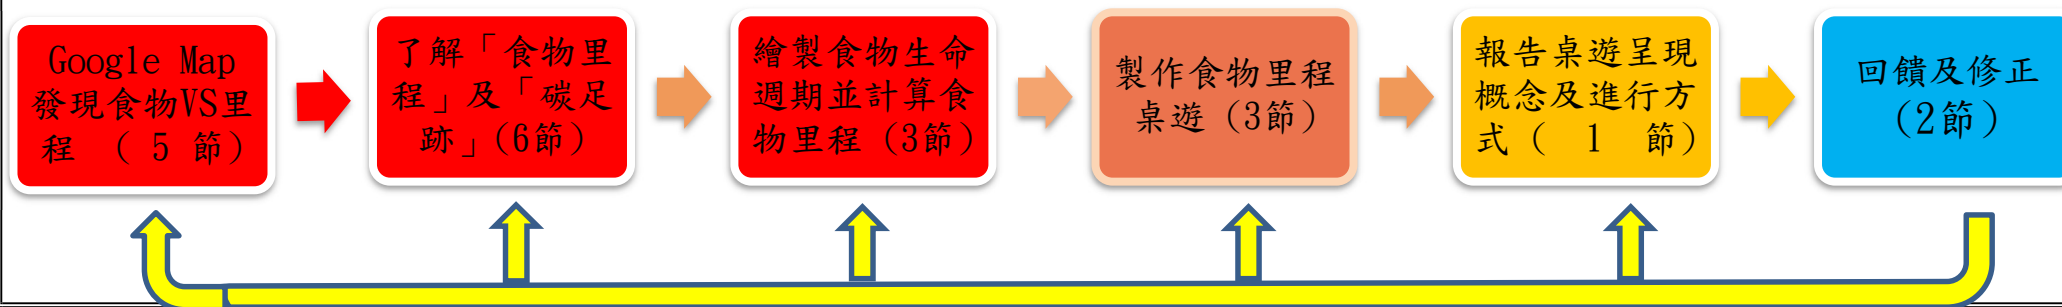 Google Map
發現食物VS里
程 （ 5 節）
了解「食物里
程」及「碳足
跡」（6節）
繪製食物生命
週期並計算食
物里程（3節）
製作食物里程
桌遊（3節）
報告桌遊呈現
概念及進行方
式（ 1 節）
回饋及修正
（2節）